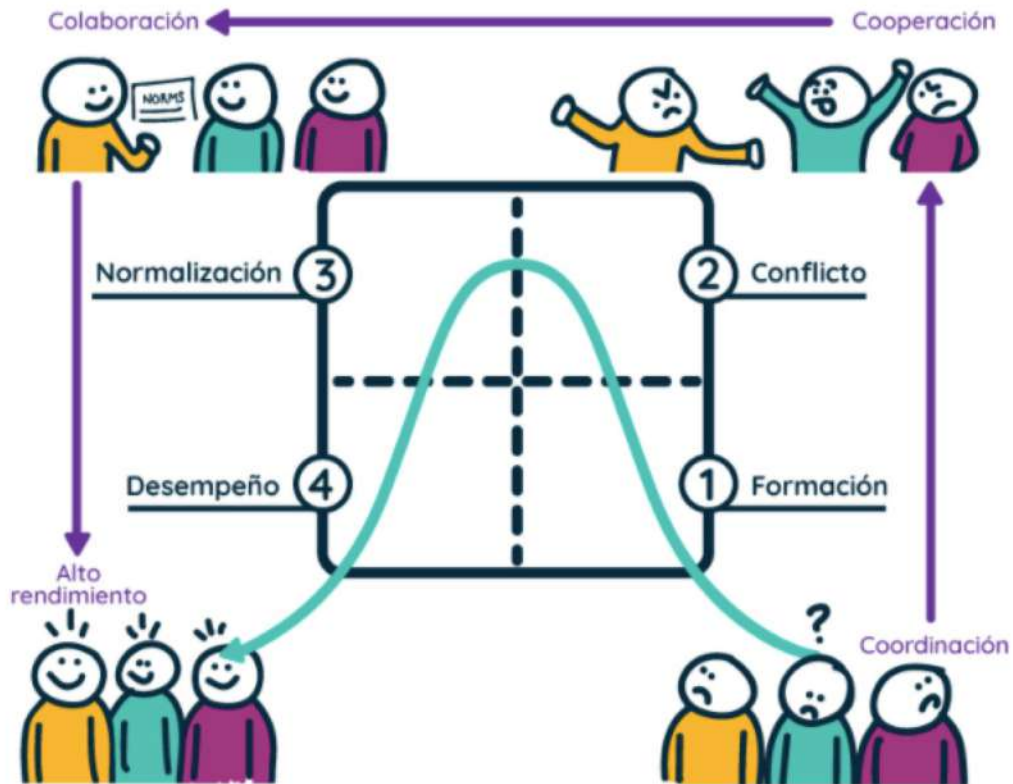 Colaboración
Cooperación
NORMS
Normalización
3
2
Conflicto
Desempeño
4
1
Formación
Alto
rendimiento
?
Coordinación